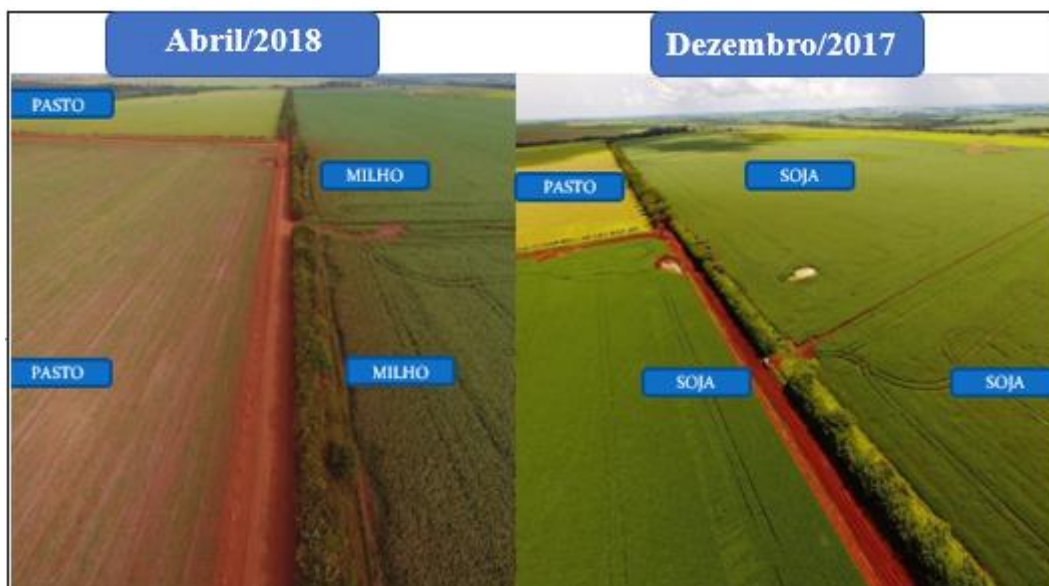 Abril/2018
Dezembro/2017
PASTO
MILHO
PASTO
MILHO
PASTO
SOJA
SOJA
SOJA